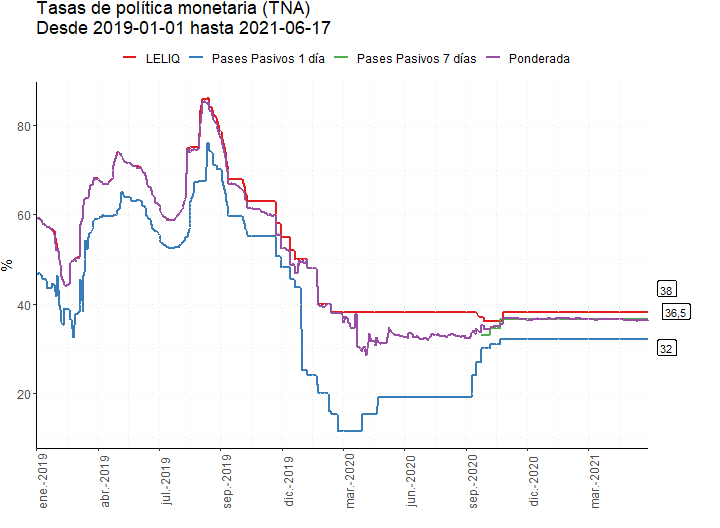 Tasas de política monetaria (TNA)
Desde 2019-01-01 hasta 2021-06-17
LELIQ Pases Pasivos 1 día Pases Pasivos 7 días Ponderada
%
80
60
40
20
38
36,5
32
ene.-2019 abr.-2019 jul.-2019 sep.-2019 dic.-2019 mar.-2020 jun.-2020 sep.-2020 dic.-2020 mar.-2021